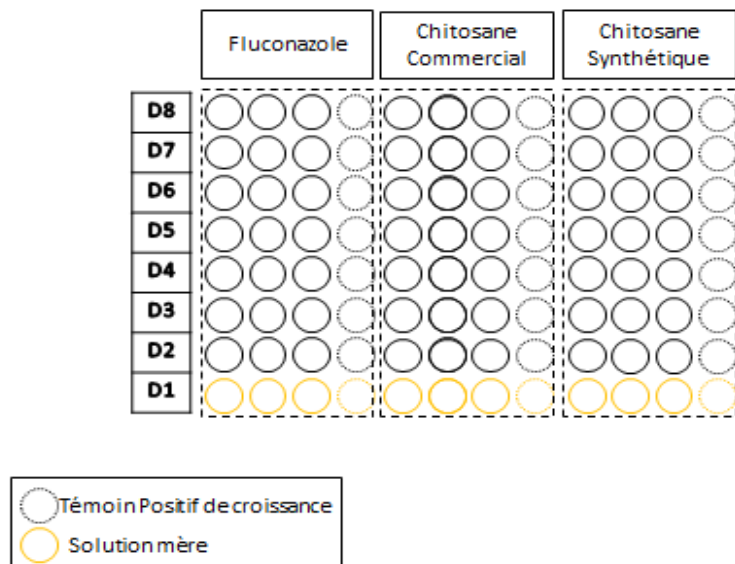 Fluconazole
Chitosane
Commercial
Chitosane
Synthétique
D8
D7
D6
D5
D4
D3
D2
D1
Témoin Positif de croissance
Solution mère